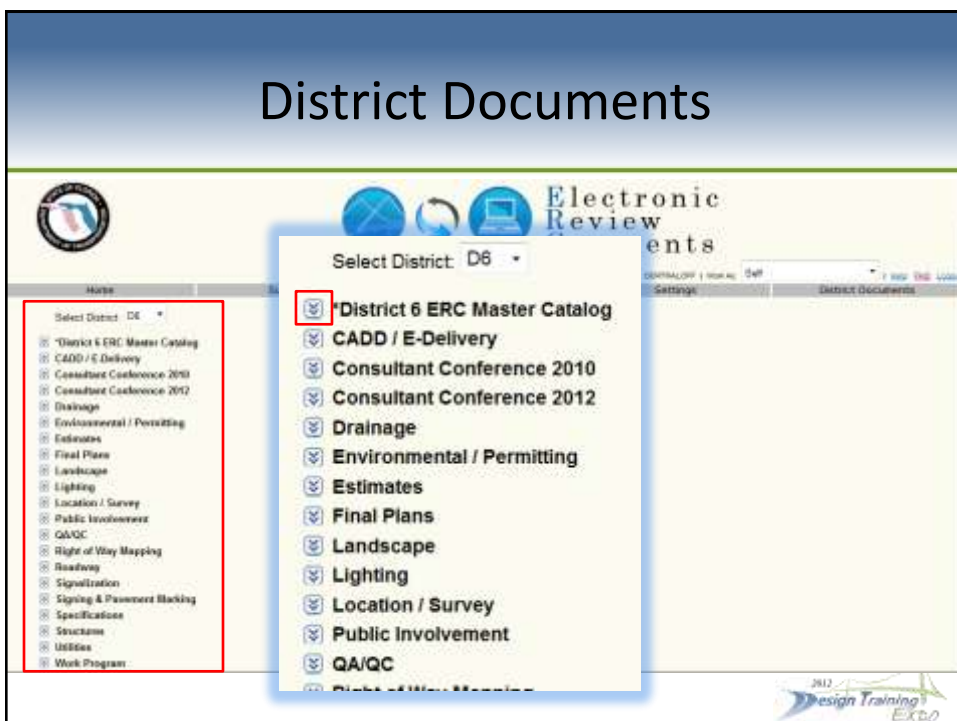 District Documents
Electronic
Review
ents
Home
Settings
District Documents
Select District: D6
*District 6 ERC Master Catalog
CADD / E-Delivery
Consultant Conference 2010
Consultant Conference 2012
Drainage
Environmental / Permitting
Estimates
Final Plans
Landscape
Lighting
Location / Survey
Public Involvement
QA/QC
Right of Way Mapping
Roadway
Signalization
Signing & Pavement Marking
Specifications
Structures
Utilities
Work Program
Select District: D6
*District 6 ERC Master Catalog
CADD / E-Delivery
Consultant Conference 2010
Consultant Conference 2012
Drainage
Environmental / Permitting
Estimates
Final Plans
Landscape
Lighting
Location / Survey
Public Involvement
QA/QC
Right of Way Mapping
2012
Design Training
Expo